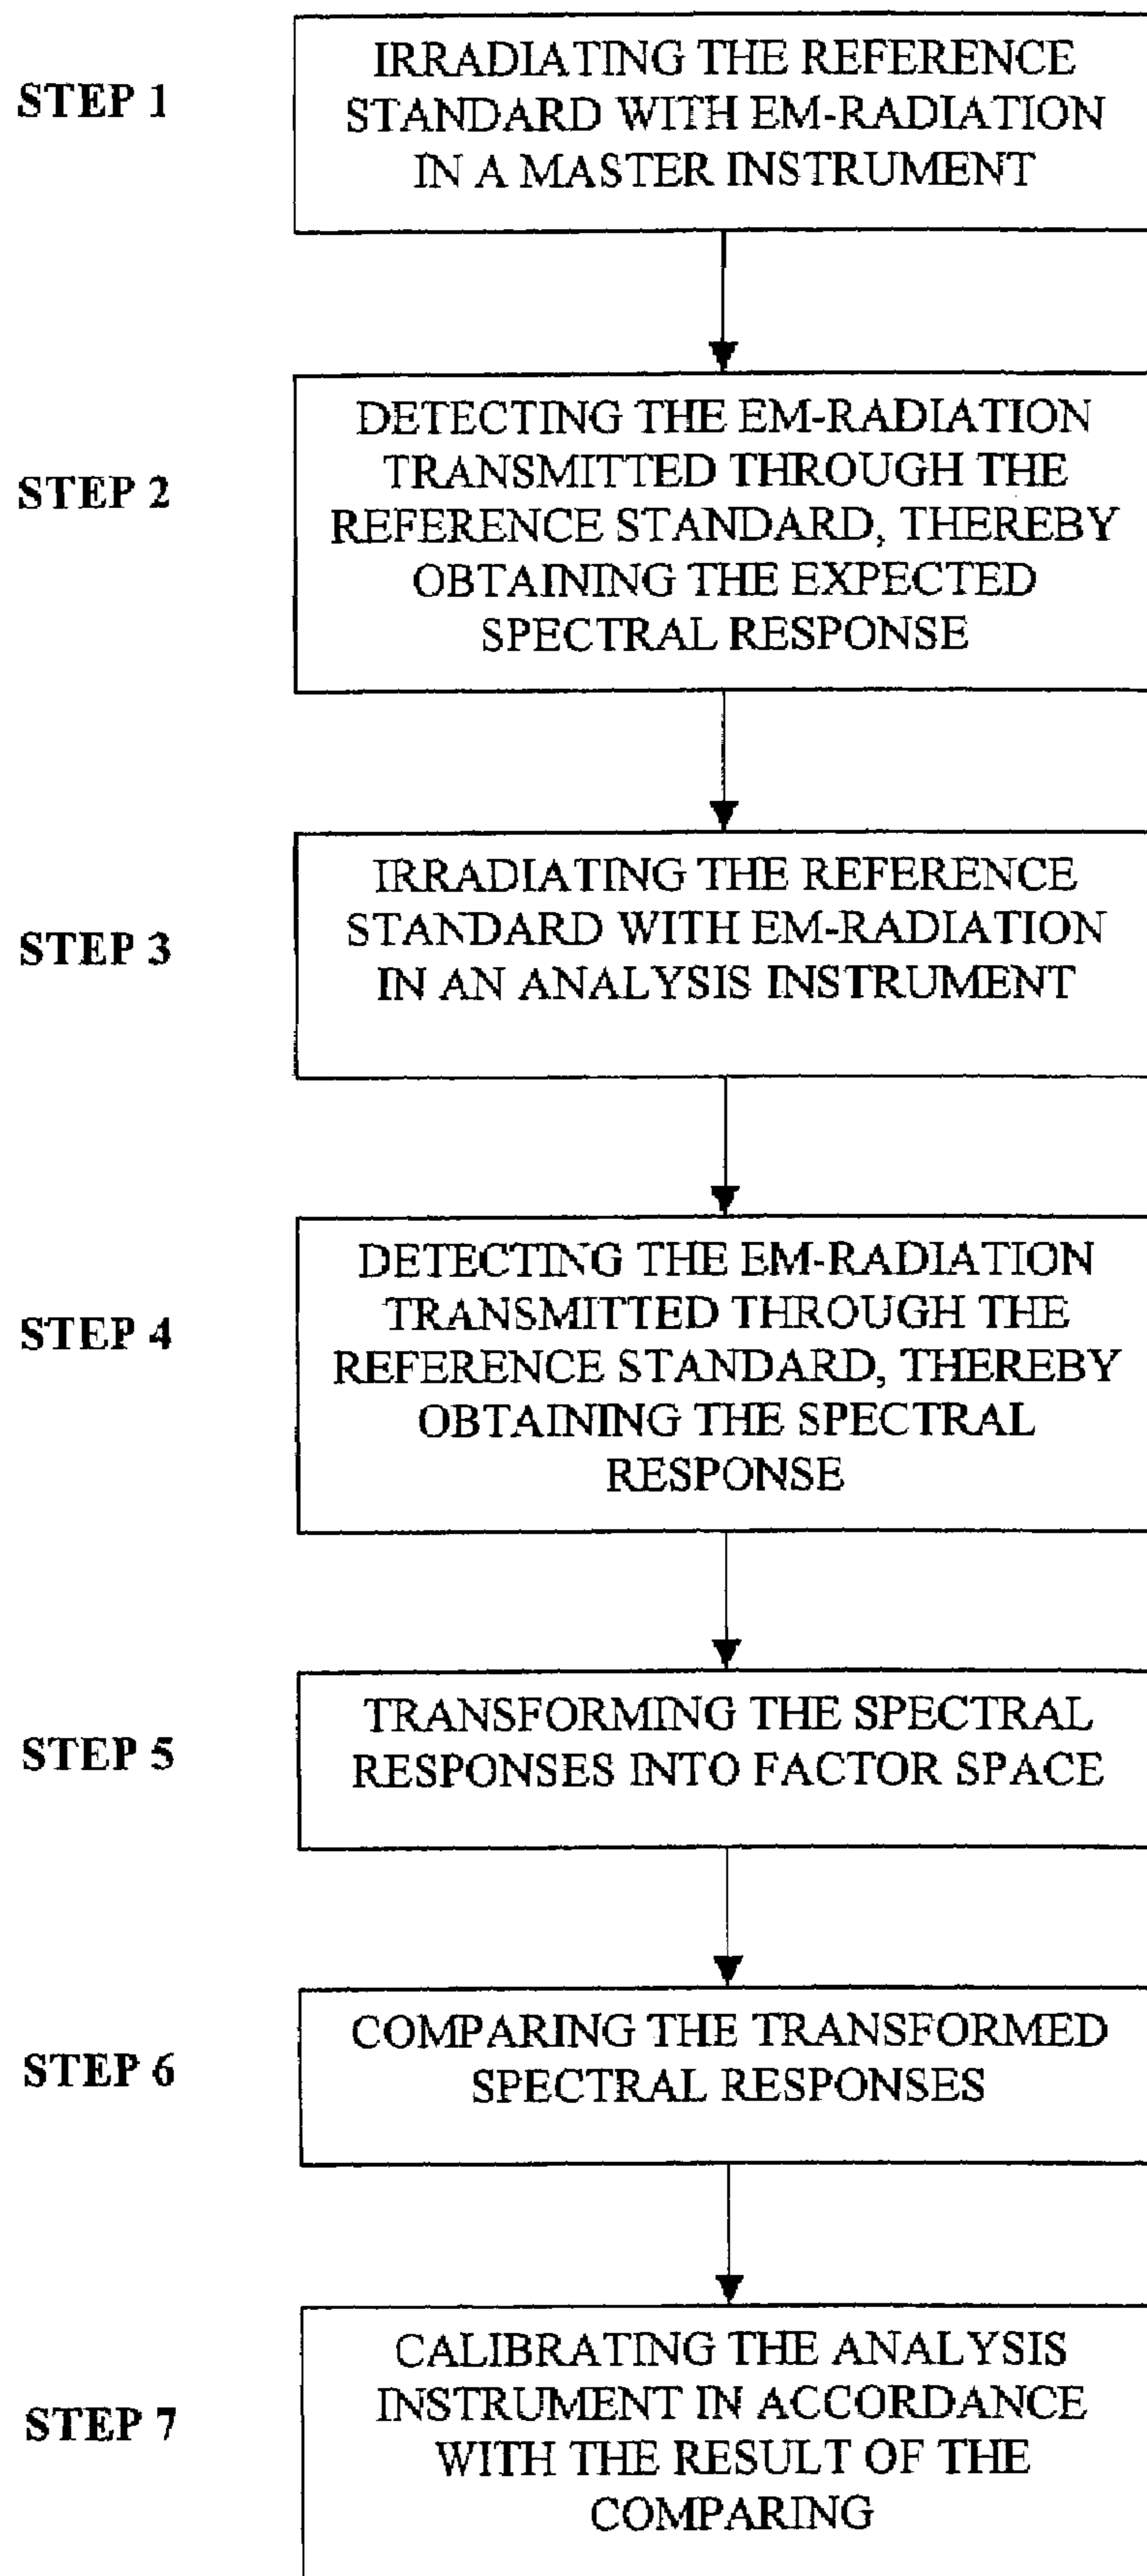 STEP 1
IRRADIATING THE REFERENCE
STANDARD WITH EM-RADIATION
IN A MASTER INSTRUMENT
STEP 2
DETECTING THE EM-RADIATION
TRANSMITTED THROUGH THE
REFERENCE STANDARD, THEREBY
OBTAINING THE EXPECTED
SPECTRAL RESPONSE
STEP 3
IRRADIATING THE REFERENCE
STANDARD WITH EM-RADIATION
IN AN ANALYSIS INSTRUMENT
STEP 4
DETECTING THE EM-RADIATION
TRANSMITTED THROUGH THE
REFERENCE STANDARD, THEREBY
OBTAINING THE SPECTRAL
RESPONSE
STEP 5
TRANSFORMING THE SPECTRAL
RESPONSES INTO FACTOR SPACE
STEP 6
COMPARING THE TRANSFORMED
SPECTRAL RESPONSES
STEP 7
CALIBRATING THE ANALYSIS
INSTRUMENT IN ACCORDANCE
WITH THE RESULT OF THE
COMPARING